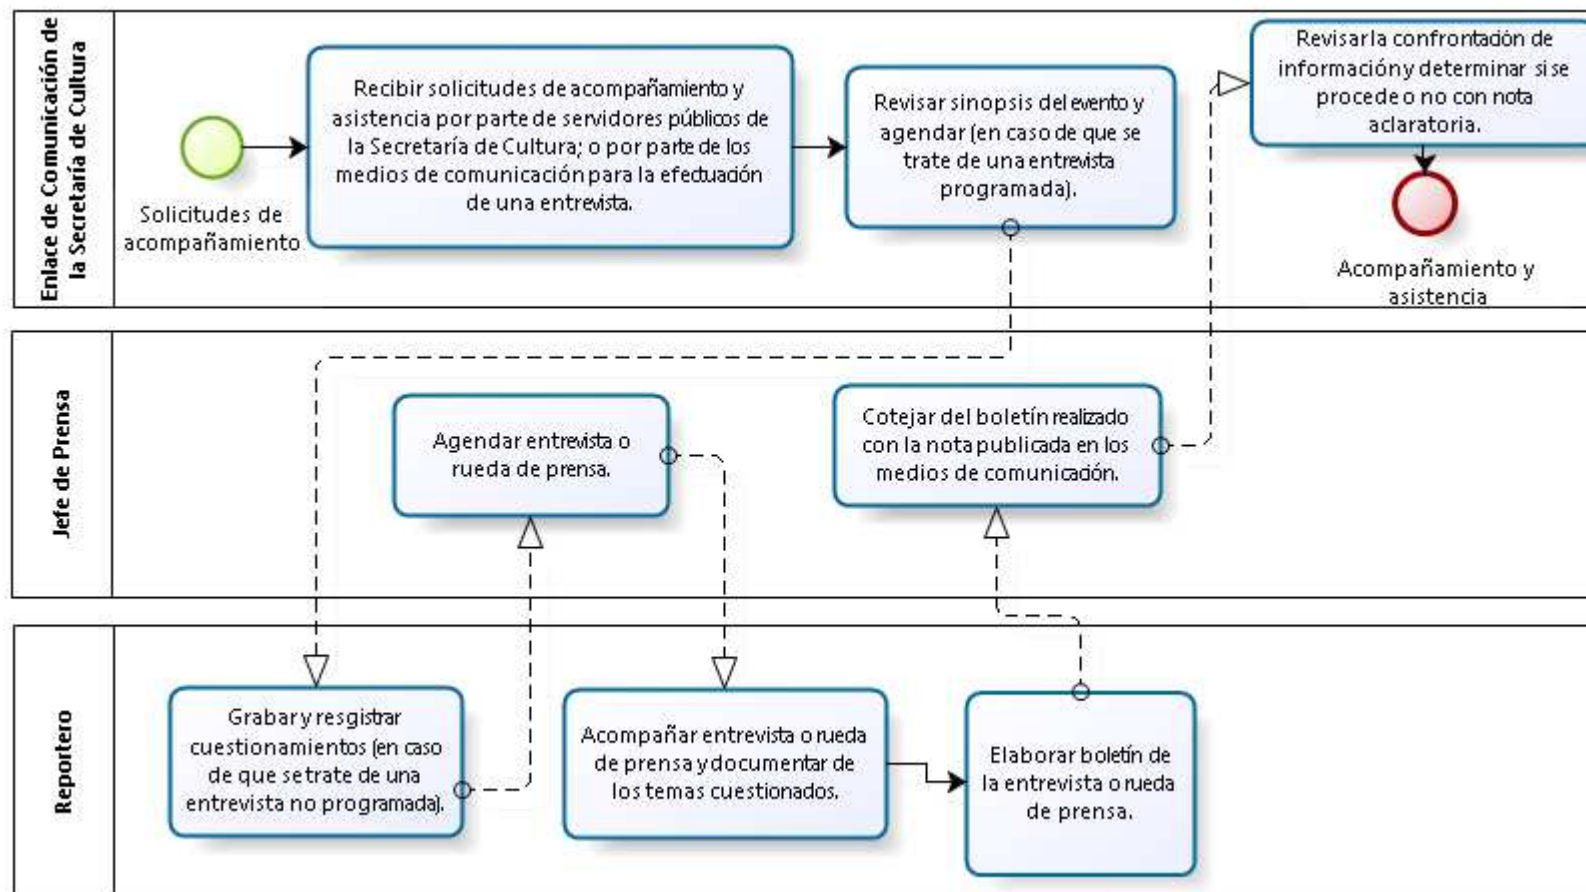 Enlace de Comunicación de
la Secretaría de Cultura
Solicitudes de
acompañamiento
Recibir solicitudes de acompañamiento y
asistencia por parte de servidores públicos de
la Secretaría de Cultura; o por parte de los
medios de comunicación para la efectuación
de una entrevista.
Revisar sinopsis del evento y
agendar (en caso de que se
trate de una entrevista
programada).
Revisar la confrontación de
información y determinar si se
procede o no con nota
aclaratoria.
Acompañamiento y
asistencia
Jefe de Prensa
Agendar entrevista o
rueda de prensa.
Cotejar del boletín realizado
con la nota publicada en los
medios de comunicación.
Reportero
Grabar y resgistrar
cuestionamientos (en caso
de que se trate de una
entrevista no programada).
Acompañar entrevista o rueda
de prensa y documentar de
los temas cuestionados.
Elaborar boletín de
la entrevista o rueda
de prensa.